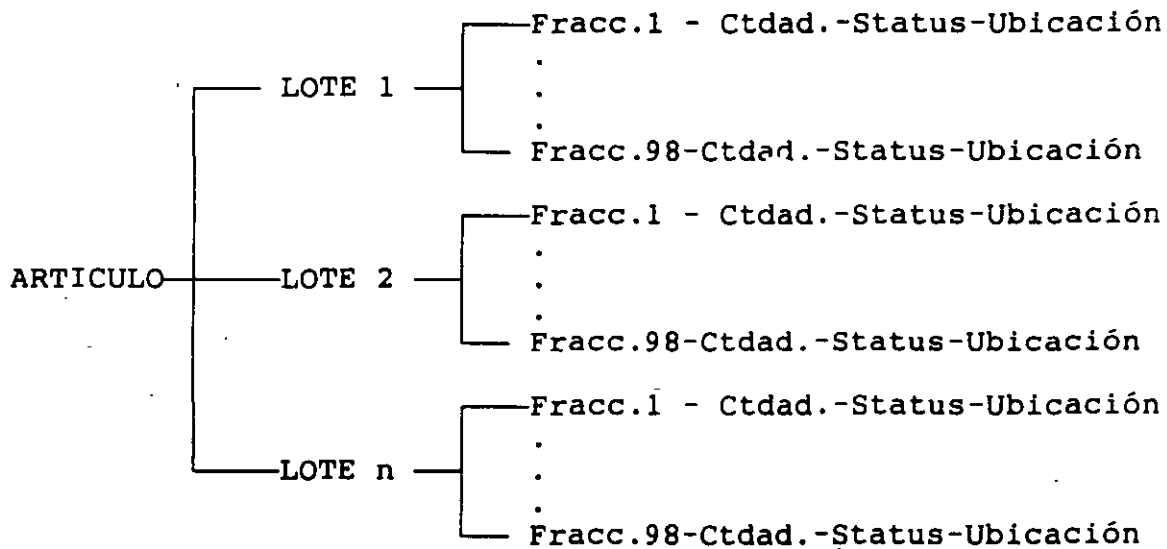 Fracc.1 - Ctdad.-Status-Ubicación
.
LOTE 1
.
.
Fracc.98-Ctdad.-Status-Ubicación
Fracc.1 - Ctdad.-Status-Ubicación
.
ARTICULO LOTE 2
.
.
Fracc.98-Ctdad.-Status-Ubicación
Fracc.1 - Ctdad.-Status-Ubicación
.
LOTE n
.
.
Fracc.98-Ctdad.-Status-Ubicación